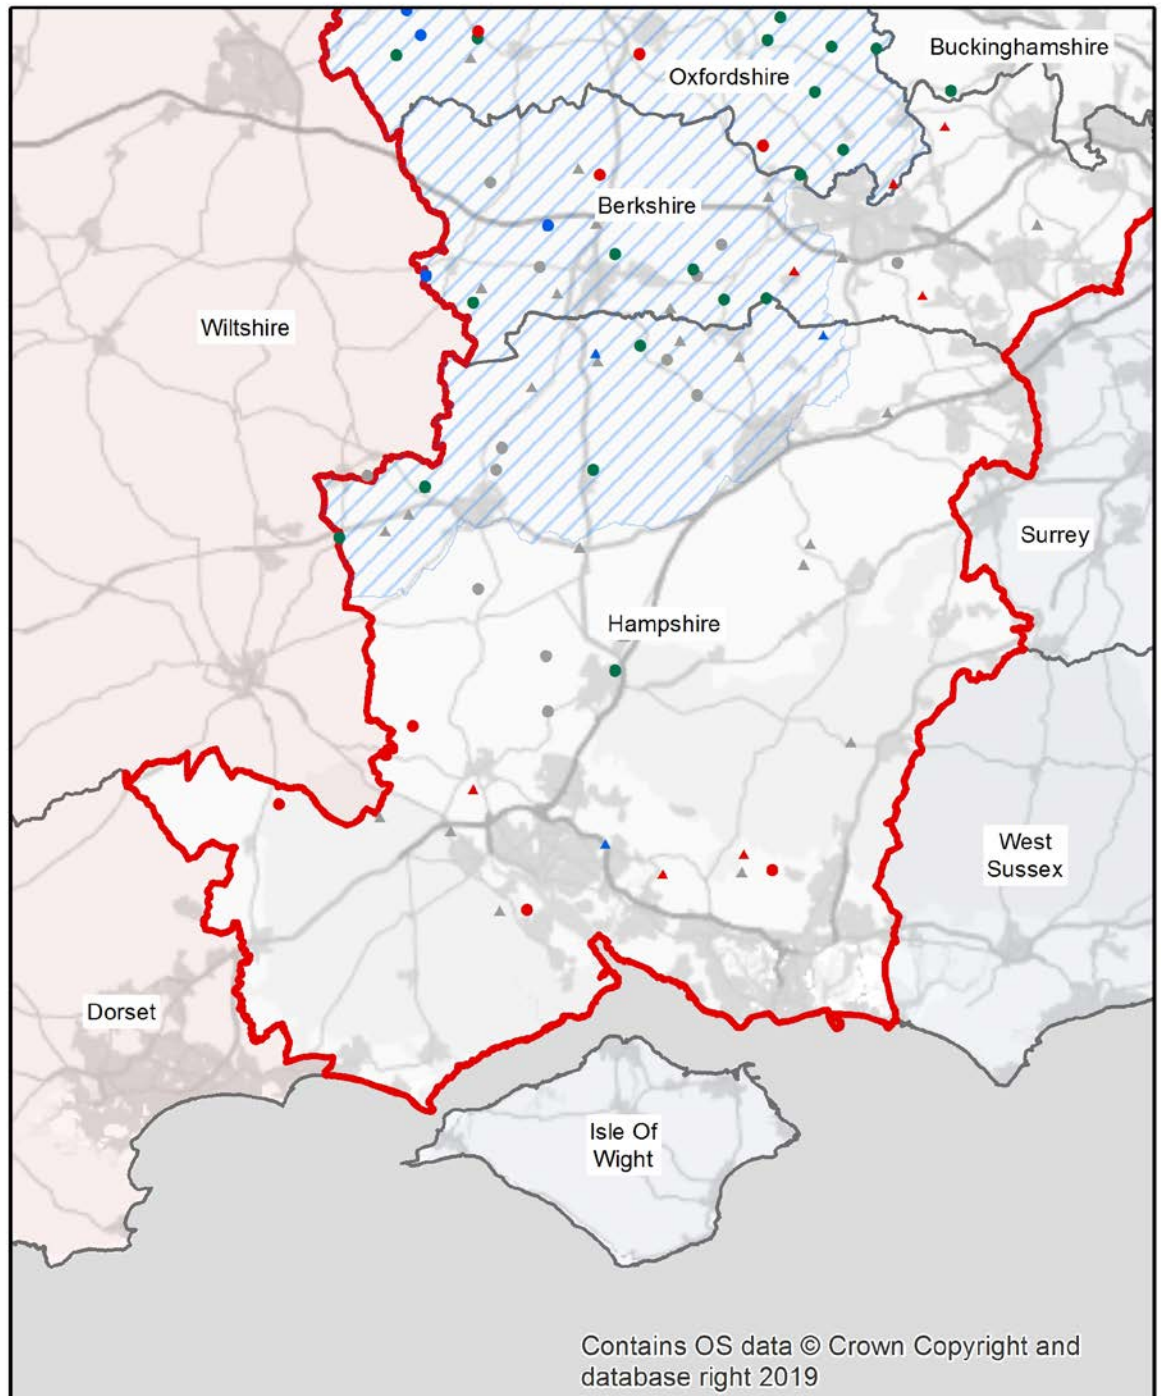 Buckinghamshire
Oxfordshire
Berkshire
Wiltshire
Surrey
Hampshire
West
Sussex
Dorset
Isle Of
Wight
Contains OS data © Crown Copyright and
database right 2019